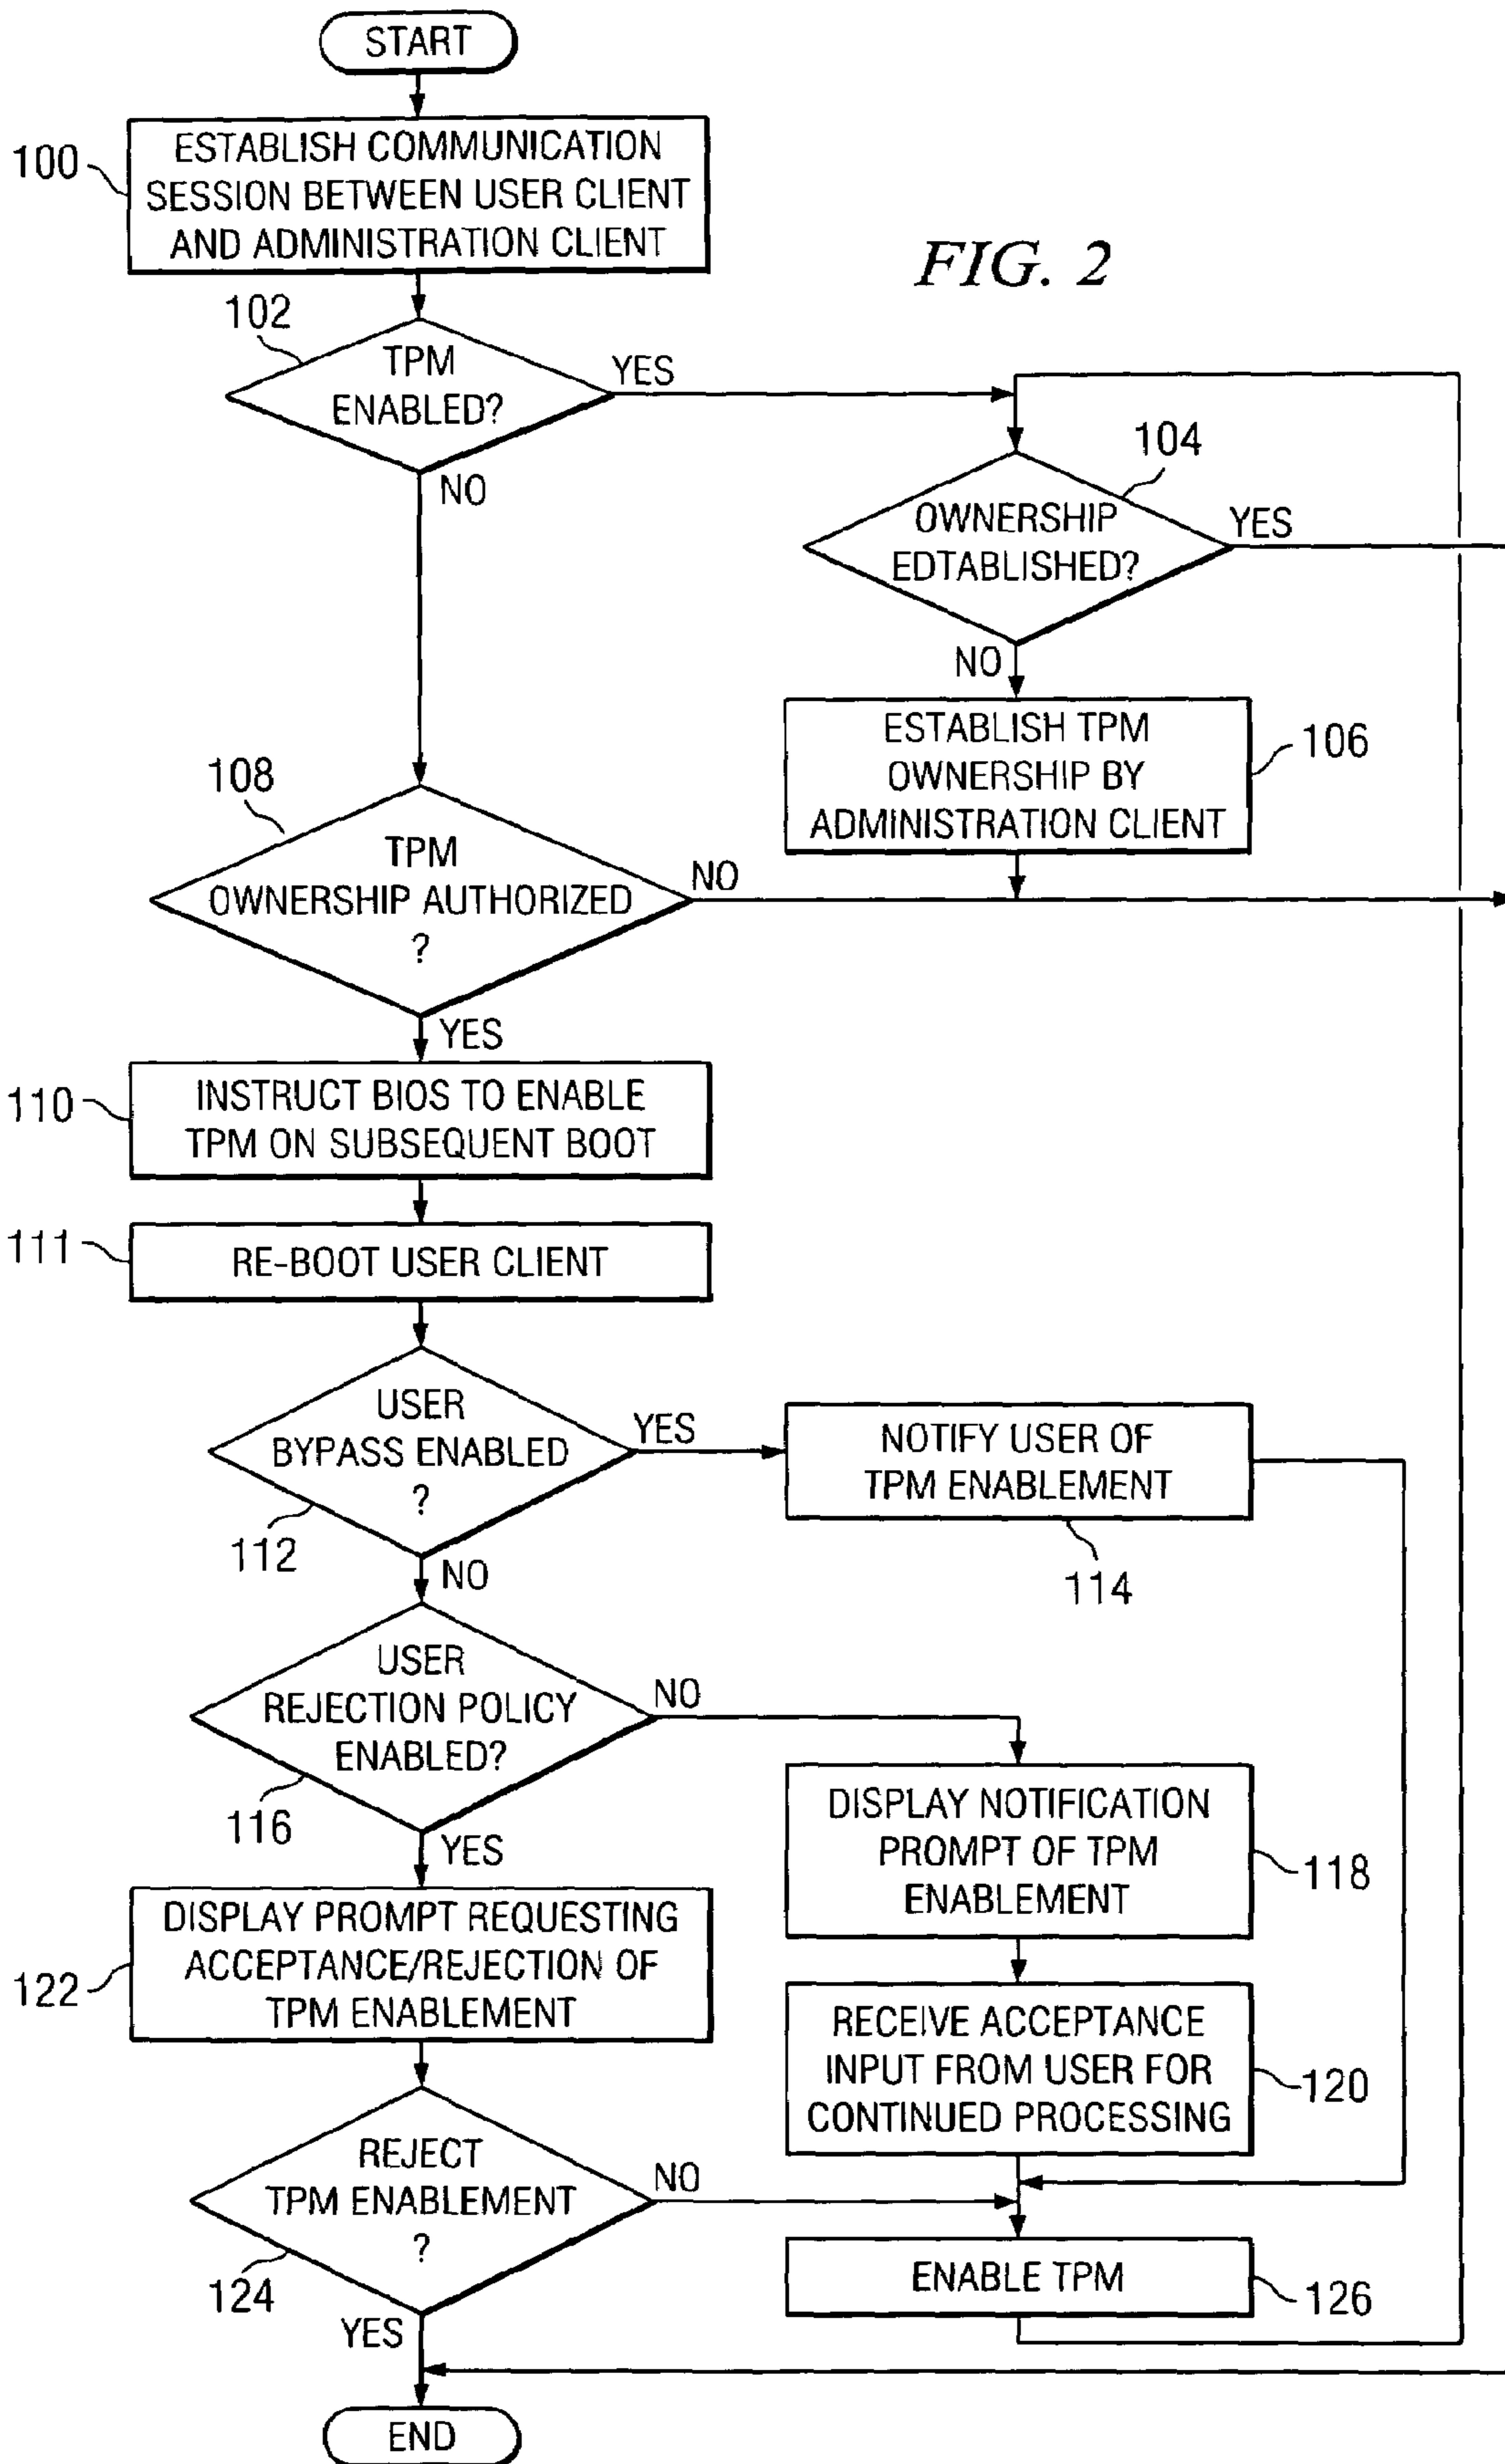 START
100
ESTABLISH COMMUNICATION
SESSION BETWEEN USER CLIENT
AND ADMINISTRATION CLIENT
FIG. 2
102
TPM
ENABLED?
YES
NO
104
OWNERSHIP
EDTABLISHED?
YES
NO
ESTABLISH TPM
OWNERSHIP BY
ADMINISTRATION CLIENT
106
108
TPM
OWNERSHIP AUTHORIZED
?
NO
YES
110
INSTRUCT BIOS TO ENABLE
TPM ON SUBSEQUENT BOOT
111
RE-BOOT USER CLIENT
USER
BYPASS ENABLED
?
YES
112
NO
NOTIFY USER OF
TPM ENABLEMENT
114
USER
REJECTION POLICY
ENABLED?
NO
116
YES
DISPLAY NOTIFICATION
PROMPT OF TPM
ENABLEMENT
118
122
DISPLAY PROMPT REQUESTING
ACCEPTANCE/REJECTION OF
TPM ENABLEMENT
RECEIVE ACCEPTANCE
INPUT FROM USER FOR
CONTINUED PROCESSING
120
REJECT
TPM ENABLEMENT
?
NO
124
YES
ENABLE TPM
126
END